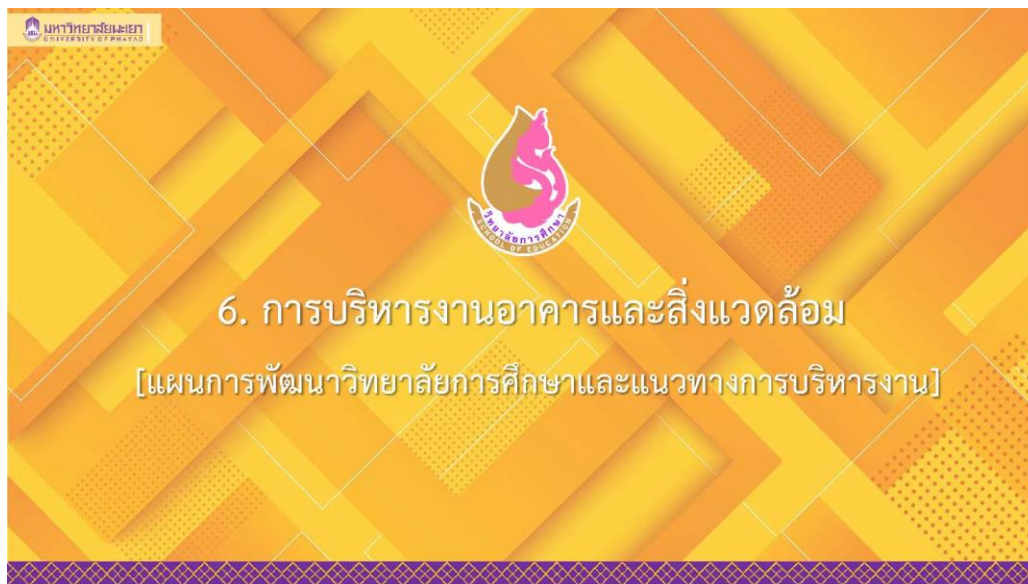 มหาวิทยาลัยพะเยา
UNIVERSITY OF PHAYAO
วิทยาลัยการศึกษา
SCHOOL OF EDUCATION
6. การบริหารงานอาคารและสิ่งแวดล้อม
[แผนการพัฒนาวิทยาลัยการศึกษาและแนวทางการบริหารงาน]